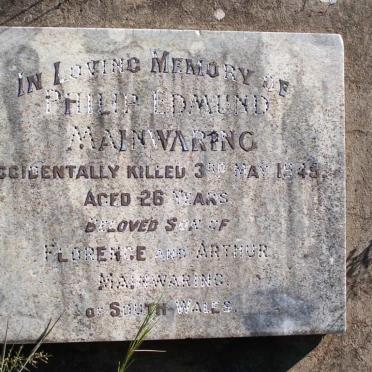 IN LOVING MEMORY OF
PHILIP EDMUND
MAINWARING
CCIDENTALLY KILLED 3RD MAY 1945,
AGED 26 YEARS
BELOVED SON OF
FLORENCE AND ARTHUR
MAINWARING
OF SOUTH WALES